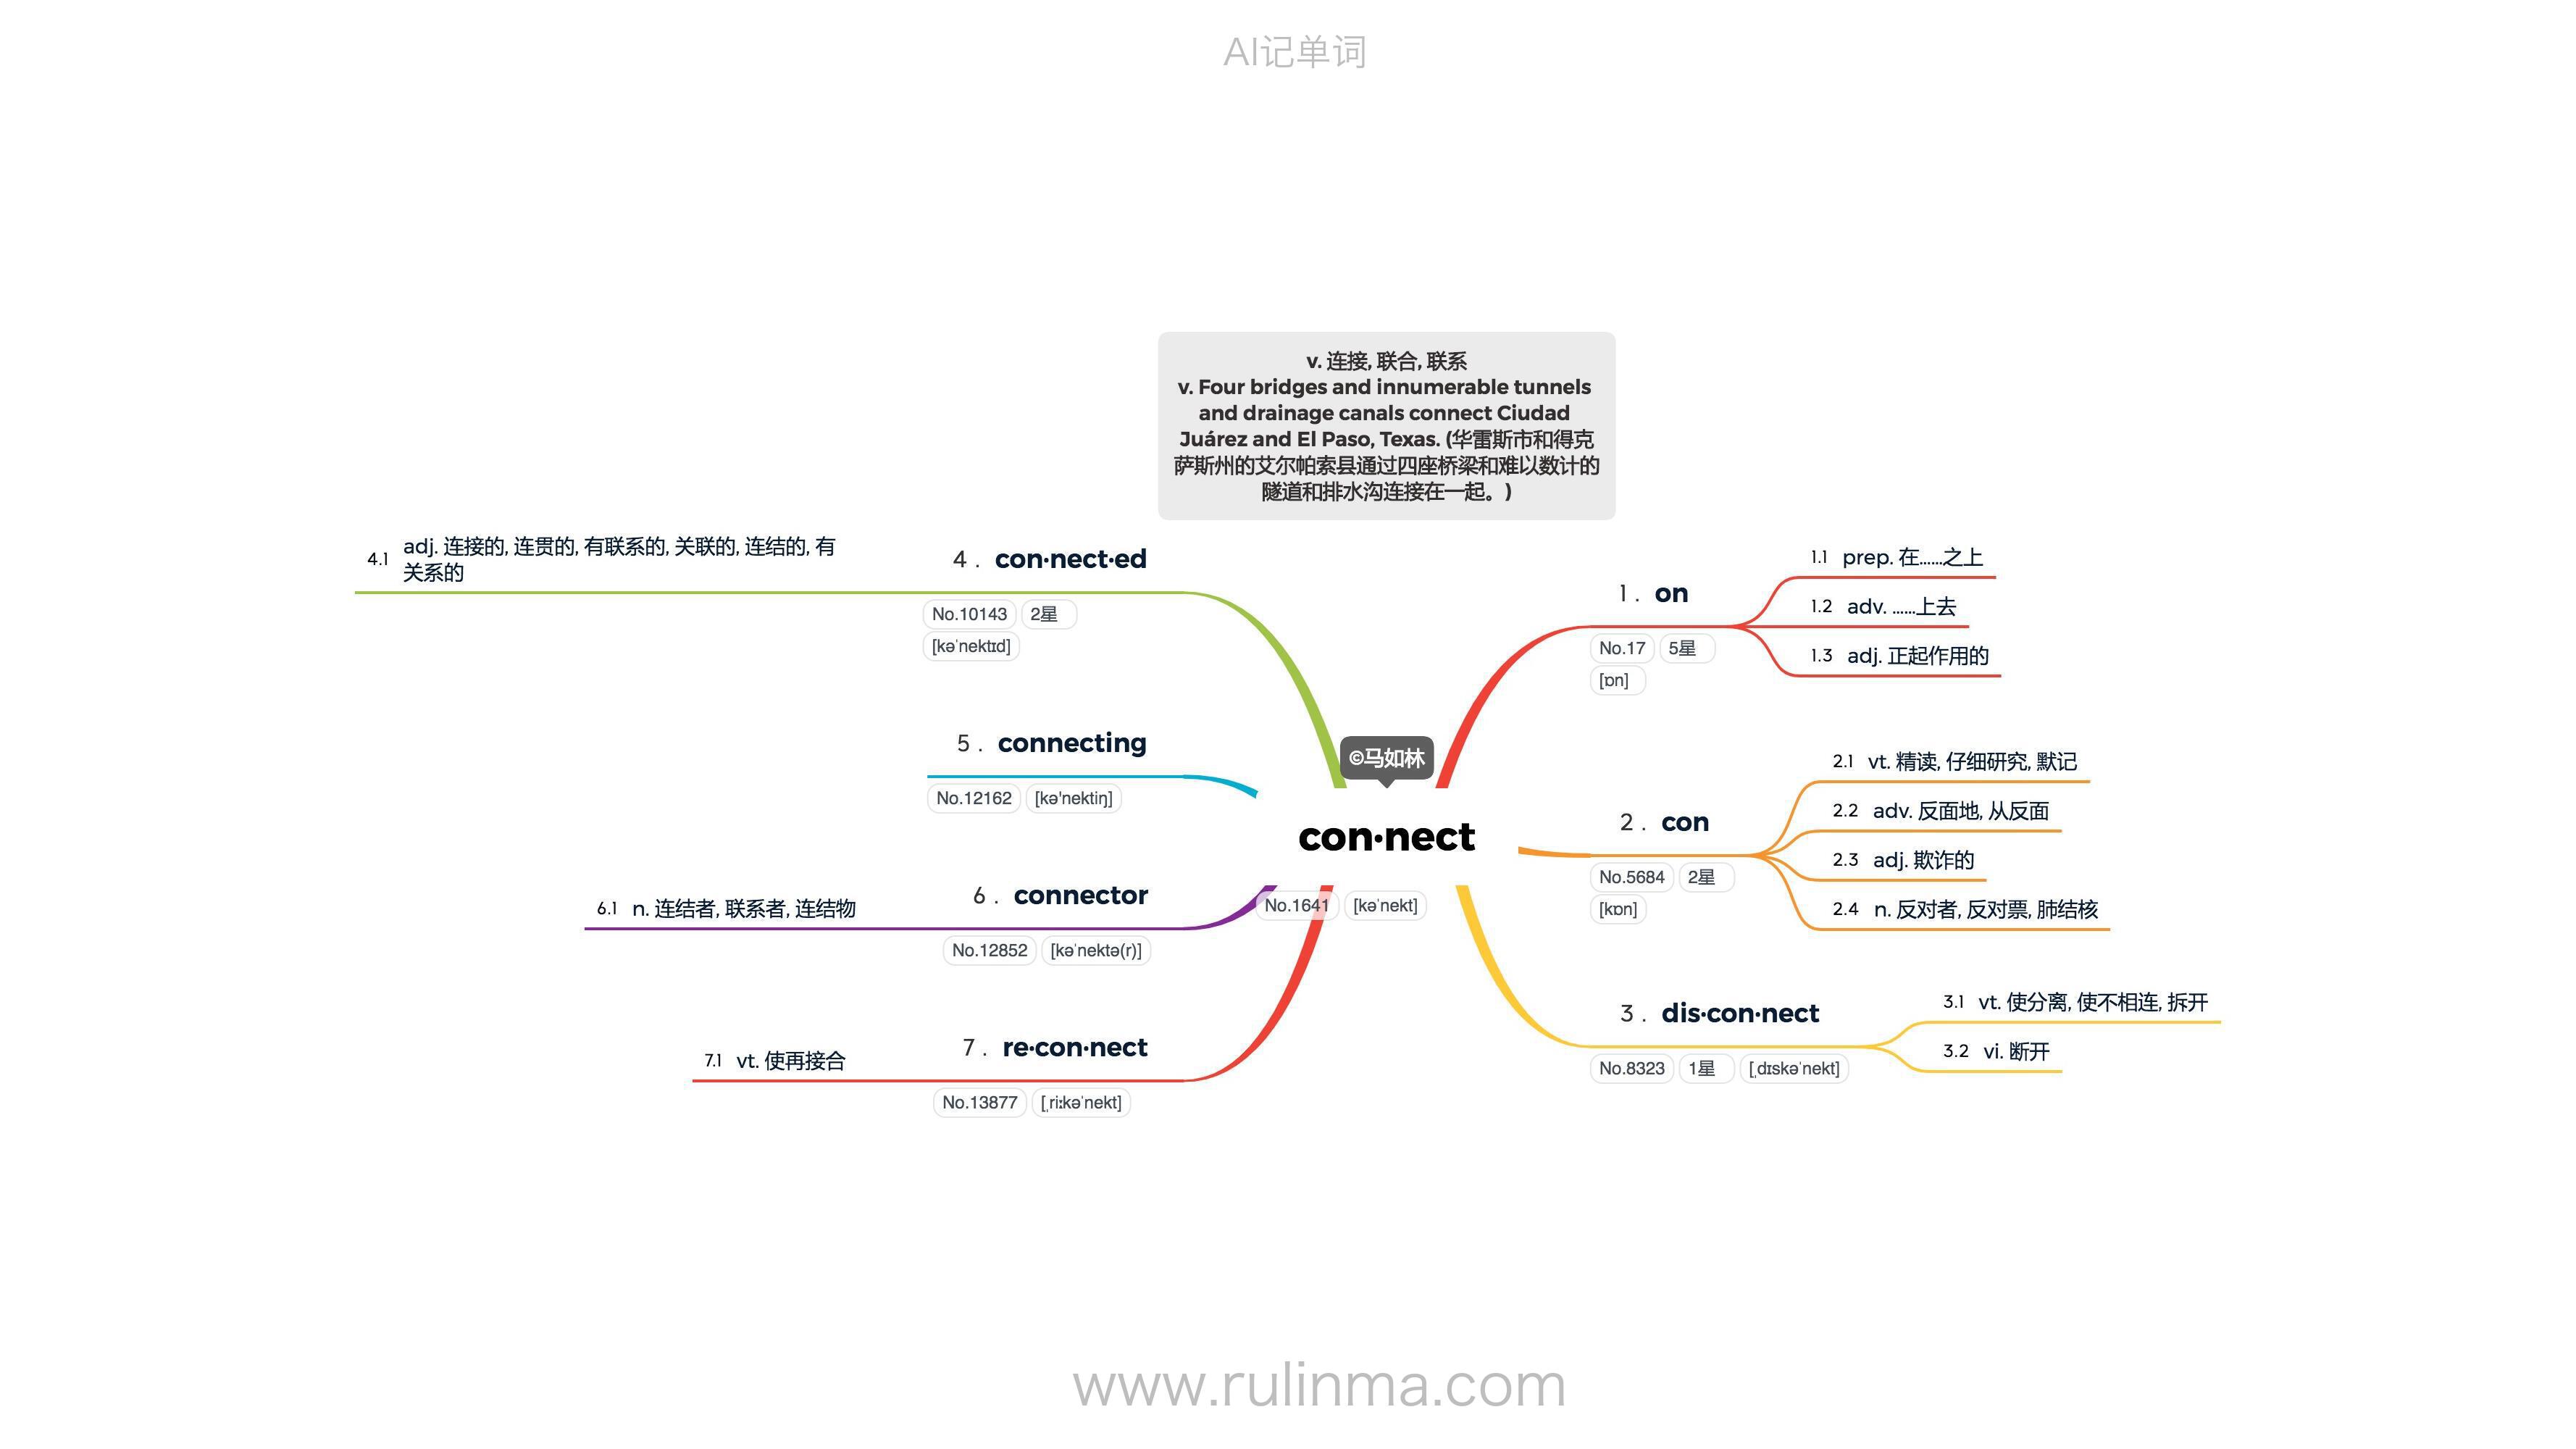 AI记单词
v. 连接, 联合, 联系
v. Four bridges and innumerable tunnels
and drainage canals connect Ciudad
Juárez and El Paso, Texas. (华雷斯市和得克
萨斯州的艾尔帕索县通过四座桥梁和难以数计的
隧道和排水沟连接在一起。)
©马如林
con·nect
No.1641 [kəˈnekt]
1. on
No.17 5星
[ɒn]
1.1 prep. 在……之上
1.2 adv. ……上去
1.3 adj. 正起作用的
2. con
No.5684 2星
[kɒn]
2.1 vt. 精读, 仔细研究, 默记
2.2 adv. 反面地, 从反面
2.3 adj. 欺诈的
2.4 n. 反对者, 反对票, 肺结核
3. dis·con·nect
No.8323 1星 [ˌdɪskəˈnekt]
3.1 vt. 使分离, 使不相连, 拆开
3.2 vi. 断开
4. con·nect·ed
No.10143 2星
[kəˈnektɪd]
4.1 adj. 连接的, 连贯的, 有联系的, 关联的, 连结的, 有
关系的
5. connecting
No.12162 [kə'nektiŋ]
6. connector
No.12852 [kəˈnektə(r)]
6.1 n. 连结者, 联系者, 连结物
7. re·con·nect
No.13877 [ˌriːkəˈnekt]
7.1 vt. 使再接合
www.rulinma.com